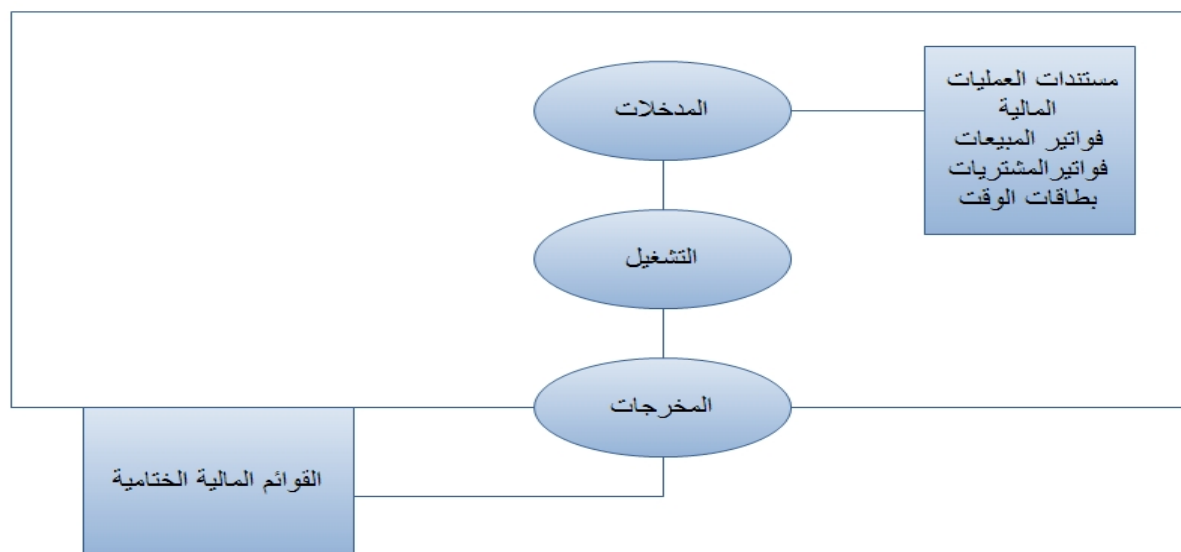 المدخلات
مستندات العمليات
المالية
فواتير المبيعات
فواتيرالمشتريات
بطاقات الوقت
التشغيل
المخرجات
القوائم المالية الختامية